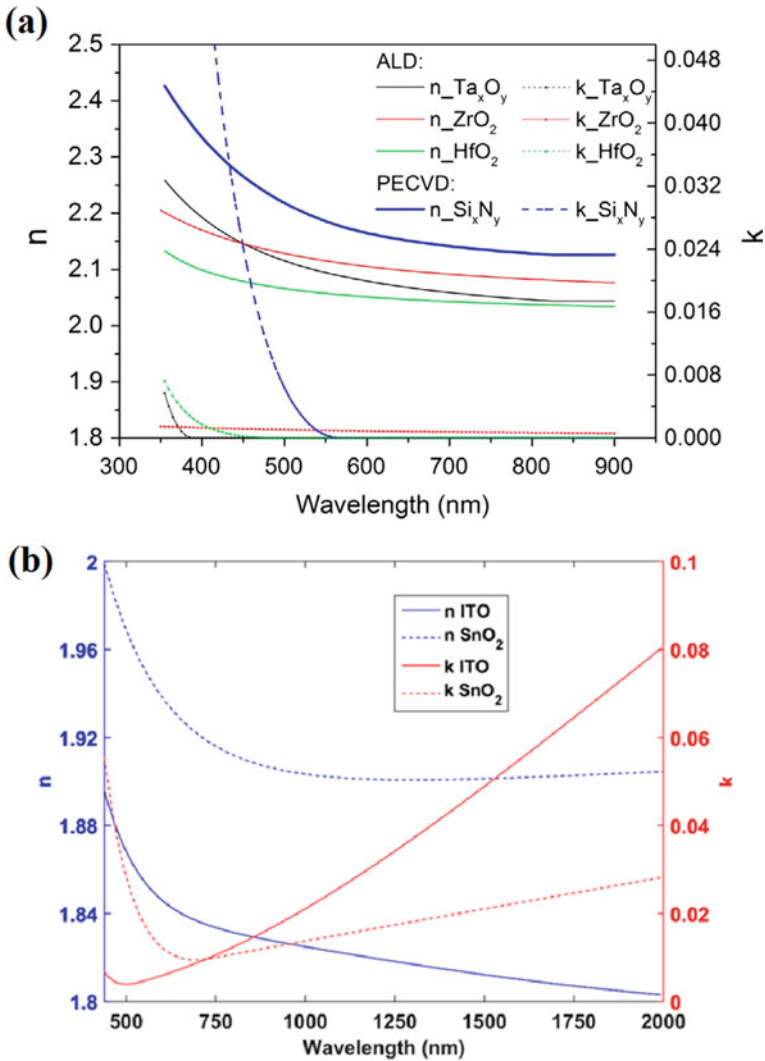 (a)
2.5
2.4
2.3
2.2
2.1
2.0
1.9
1.8
n
ALD:
n_TaₓOᵧ k_TaₓOᵧ
n_ZrO₂ k_ZrO₂
n_HfO₂ k_HfO₂
PECVD:
n_SiₓNᵧ k_SiₓNᵧ
0.048
0.040
0.032
0.024
0.016
0.008
0.000
k
300 400 500 600 700 800 900
Wavelength (nm)
(b)
2
1.96
1.92
1.88
1.84
1.8
n
n ITO
n SnO₂
k ITO
k SnO₂
0.1
0.08
0.06
0.04
0.02
0
k
500 750 1000 1250 1500 1750 2000
Wavelength (nm)